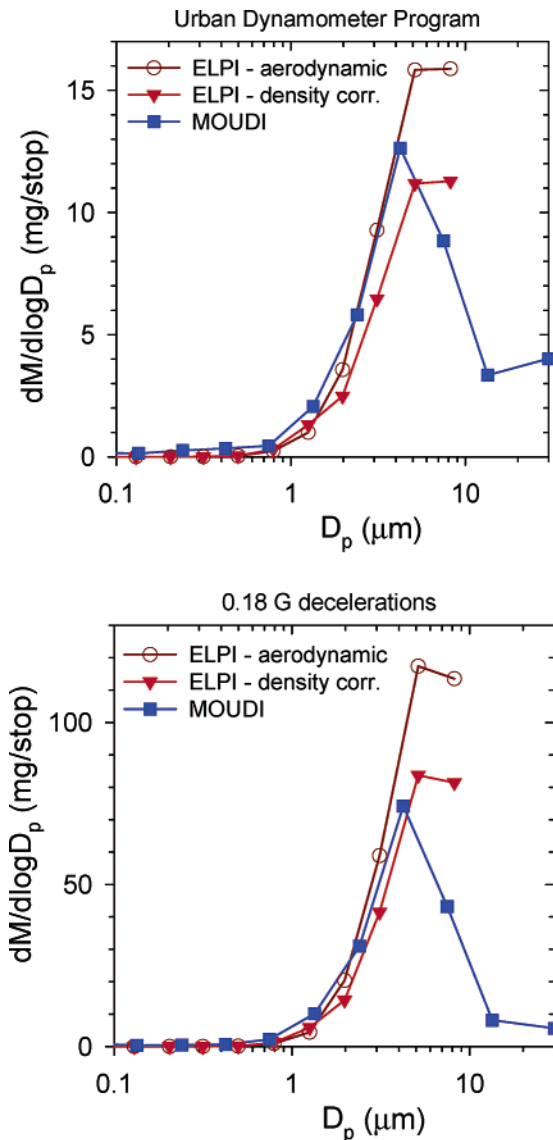 Urban Dynamometer Program
ELPI - aerodynamic
ELPI - density corr.
MOUDI
15
10
5
0
dM/dlogDp (mg/stop)
0.1 1 10
Dp (μm)
0.18 G decelerations
ELPI - aerodynamic
ELPI - density corr.
MOUDI
100
50
0
dM/dlogDp (mg/stop)
0.1 1 10
Dp (μm)